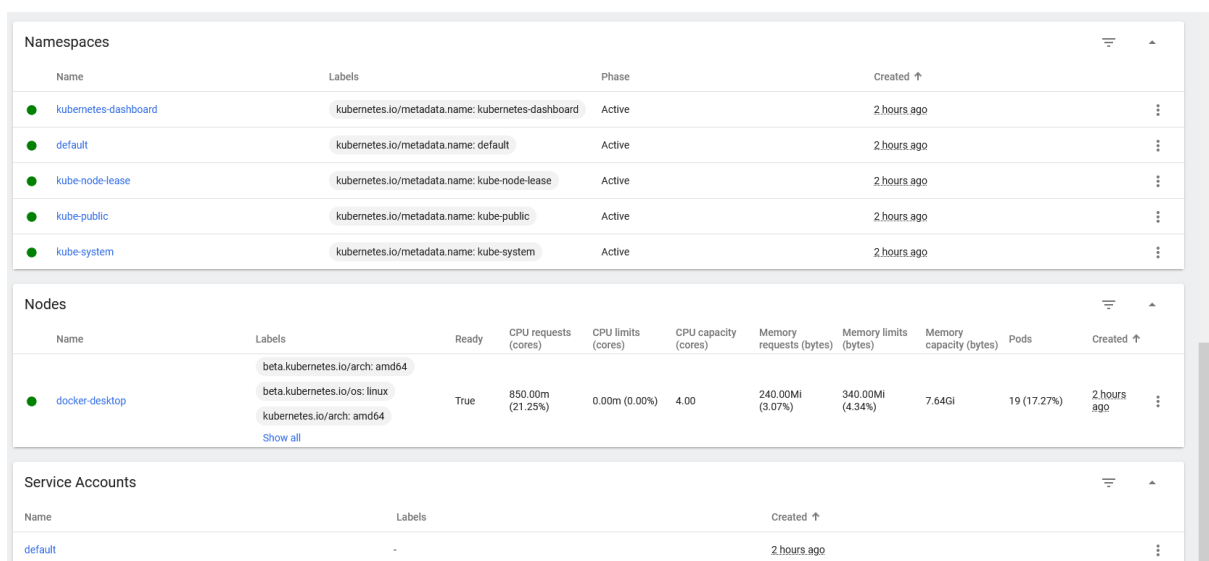 Namespaces
Name Labels Phase Created ↑
kubernetes-dashboard kubernetes.io/metadata.name: kubernetes-dashboard Active 2 hours ago
default kubernetes.io/metadata.name: default Active 2 hours ago
kube-node-lease kubernetes.io/metadata.name: kube-node-lease Active 2 hours ago
kube-public kubernetes.io/metadata.name: kube-public Active 2 hours ago
kube-system kubernetes.io/metadata.name: kube-system Active 2 hours ago
Nodes
Name Labels Ready CPU requests (cores) CPU limits (cores) CPU capacity (cores) Memory requests (bytes) Memory limits (bytes) Memory capacity (bytes) Pods Created ↑
beta.kubernetes.io/arch: amd64
beta.kubernetes.io/os: linux
docker-desktop True 850.00m (21.25%) 0.00m (0.00%) 4.00 240.00Mi (3.07%) 340.00Mi (4.34%) 7.64Gi 19 (17.27%) 2 hours ago
kubernetes.io/arch: amd64
Show all
Service Accounts
Name Labels Created ↑
default - 2 hours ago